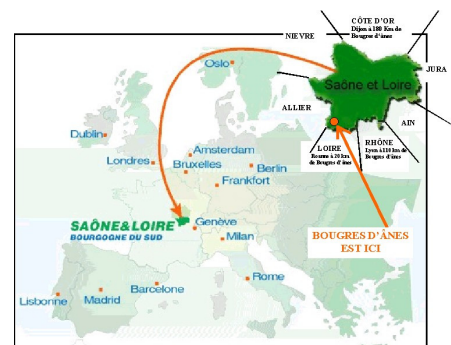 CÔTE D'OR
Dijon à 180 Km de
Bougres d'ânes
NIEVRE
JURA
Saône et Loire
ALLIER
AIN
LOIRE
Roanne à 20 km
de Bougres d'ânes
RHÔNE
Lyon à 110 km de
Bougres d'ânes
BOUGRES D'ÂNES
EST ICI
Oslo
Dublin
Londres
Amsterdam
Bruxelles
Berlin
Frankfort
SAÔNE&LOIRE
BOURGOGNE DU SUD
Genève
Milan
Rome
Barcelone
Madrid
Lisbonne